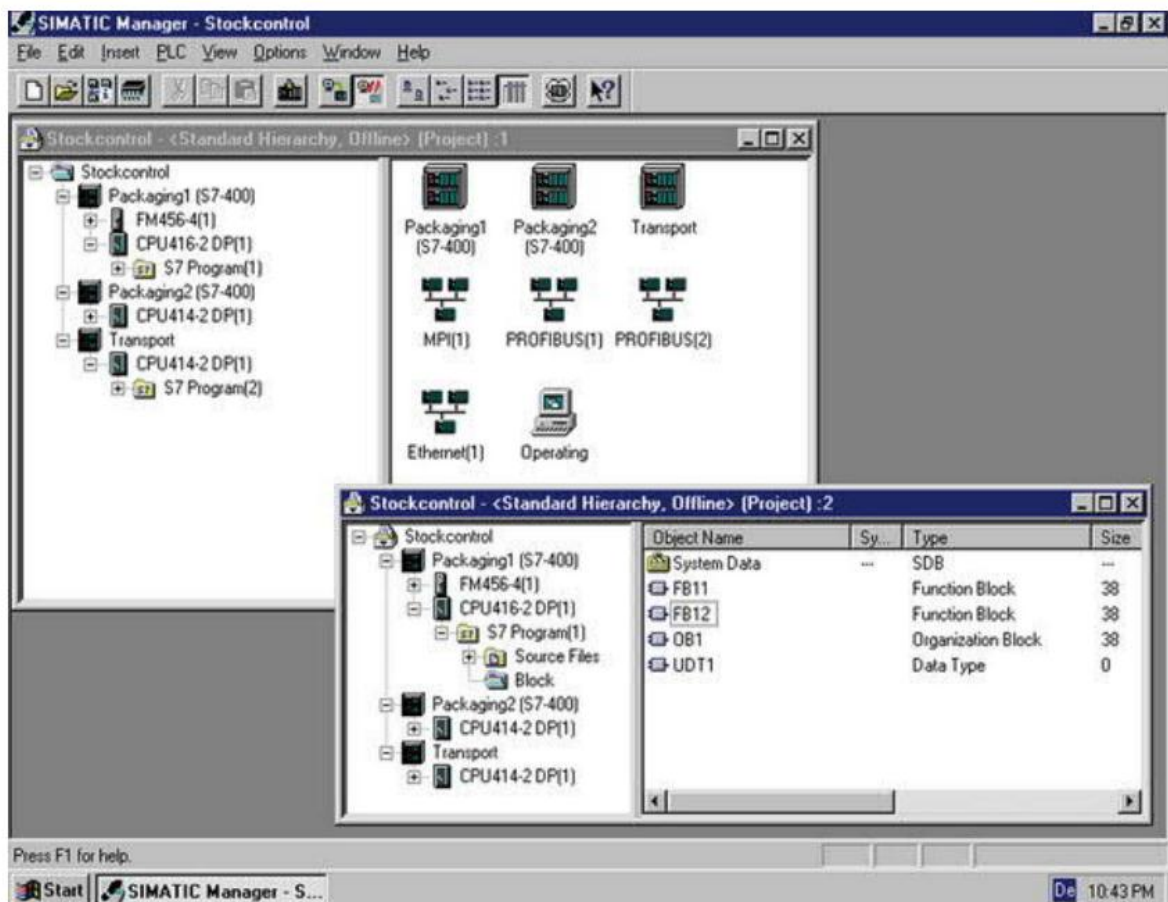 SIMATIC Manager - Stockcontrol
File Edit Insert PLC View Options Window Help
Stockcontrol - <Standard Hierarchy, Offline> (Project) :1
Stockcontrol
Packaging1 (S7-400)
FM456-4(1)
CPU416-2 DP(1)
S7 Program(1)
Packaging2 (S7-400)
CPU414-2 DP(1)
Transport
CPU414-2 DP(1)
S7 Program(2)
Packaging1 (S7-400)
Packaging2 (S7-400)
Transport
MPI(1) PROFIBUS(1) PROFIBUS(2)
Ethernet(1) Operating
Stockcontrol - <Standard Hierarchy, Offline> (Project) :2
Stockcontrol
Packaging1 (S7-400)
FM456-4(1)
CPU416-2 DP(1)
S7 Program(1)
Source Files
Block
Packaging2 (S7-400)
CPU414-2 DP(1)
Transport
CPU414-2 DP(1)
Object Name Sy... Type Size
System Data --- SDB ---
FB11 Function Block 38
FB12 Function Block 38
OB1 Organization Block 38
UDT1 Data Type 0
Press F1 for help.
Start SIMATIC Manager - S... De 10:43 PM